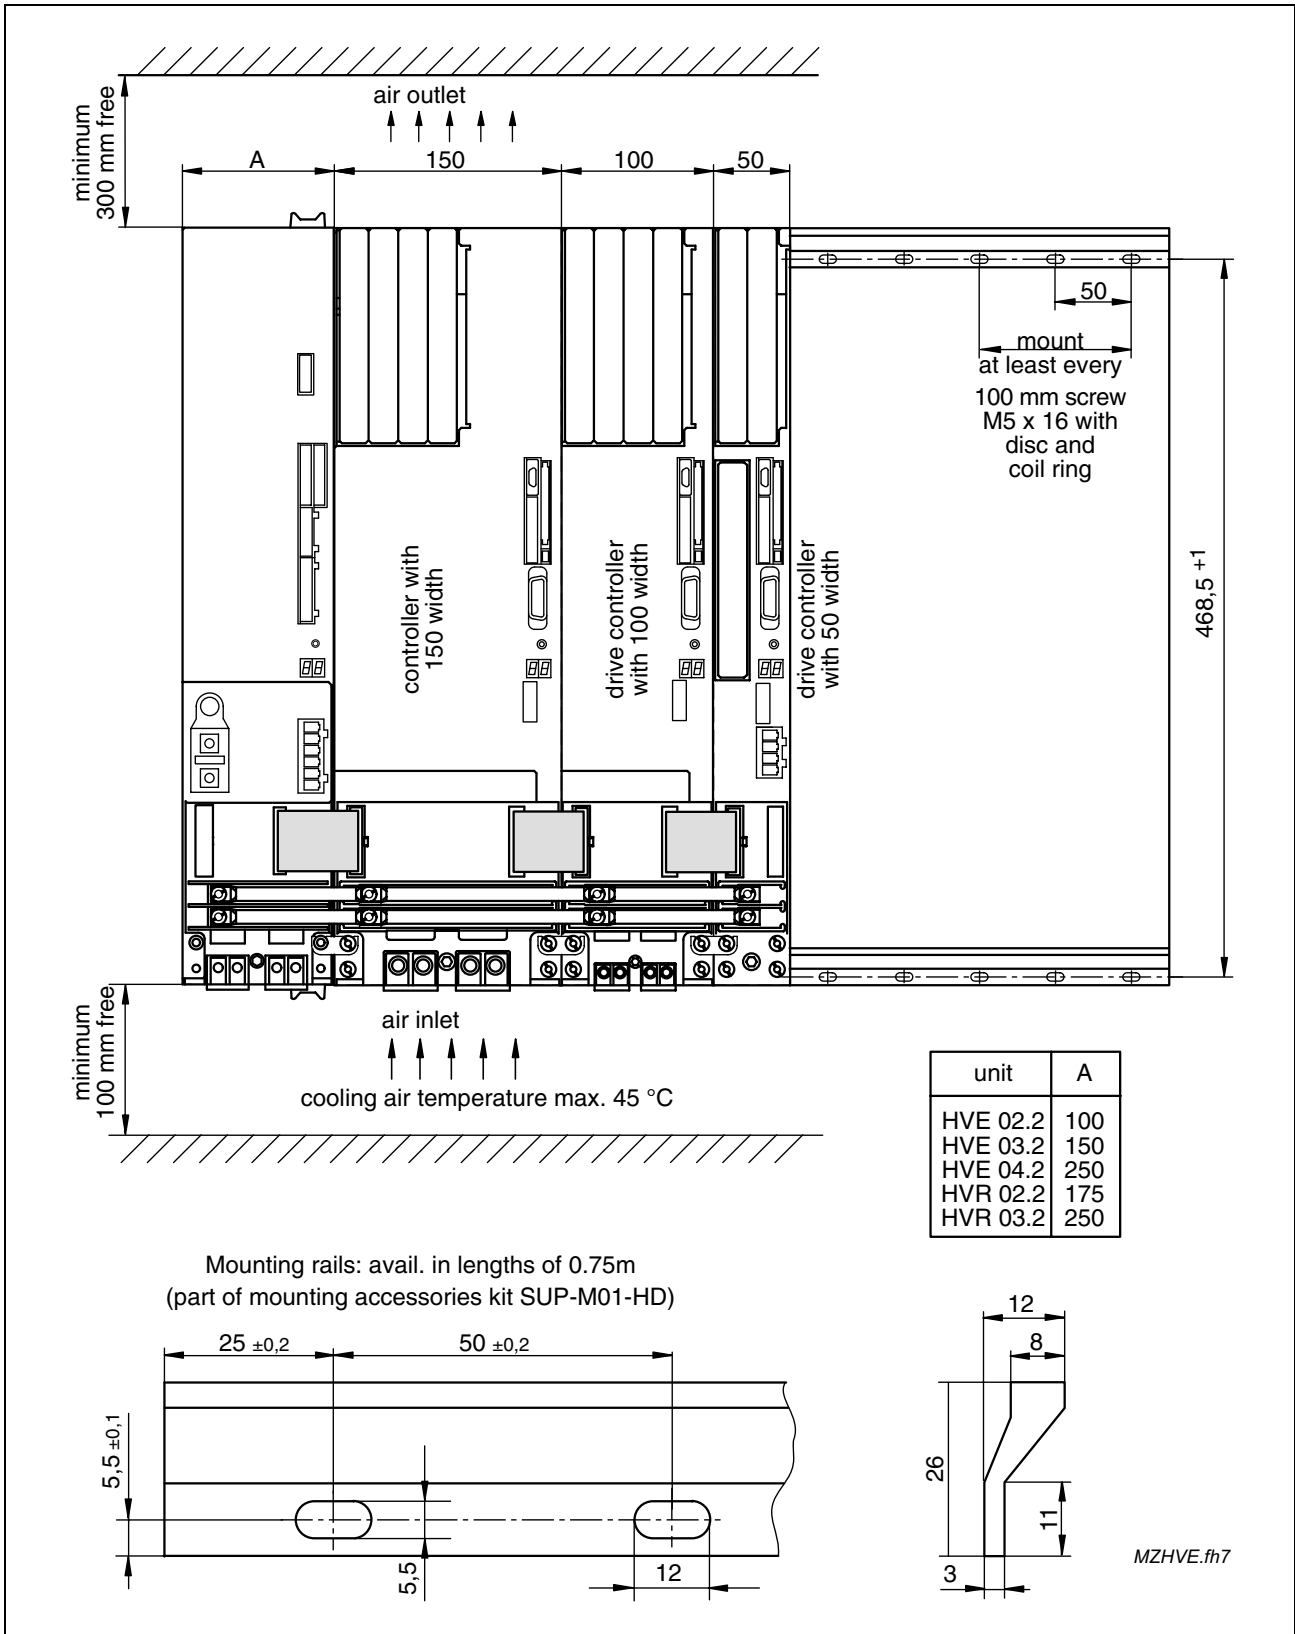 air outlet
minimum
300 mm free
A
150
100
50
50
mount
at least every
100 mm screw
M5 x 16 with
disc and
coil ring
468,5 +1
controller with
150 width
drive controller
with 100 width
drive controller
with 50 width
minimum
100 mm free
air inlet
cooling air temperature max. 45 °C
unit A
HVE 02.2 100
HVE 03.2 150
HVE 04.2 250
HVR 02.2 175
HVR 03.2 250
Mounting rails: avail. in lengths of 0.75m
(part of mounting accessories kit SUP-M01-HD)
25 ±0,2
50 ±0,2
5,5 ±0,1
5,5
12
12
8
26
11
3
MZHVE.fh7